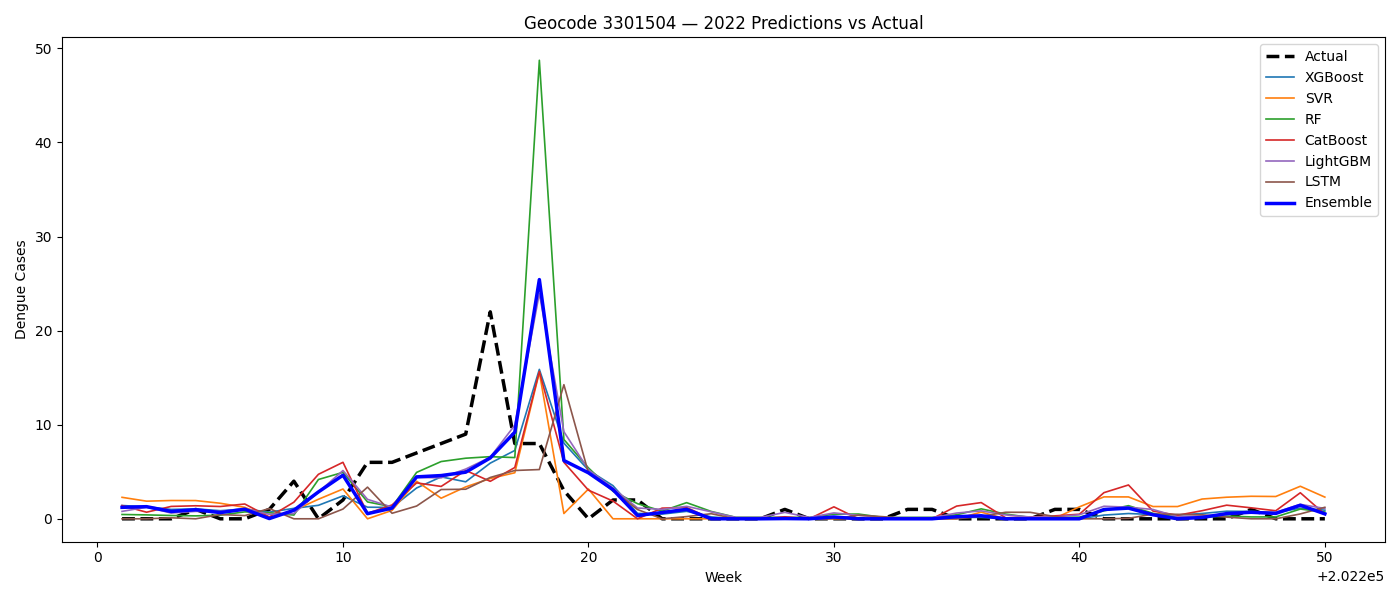 Geocode 3301504 — 2022 Predictions vs Actual
50
40
30
20
10
0
Dengue Cases
Actual
XGBoost
SVR
RF
CatBoost
LightGBM
LSTM
Ensemble
0 10 20 30 40 50
Week
+2.022e5